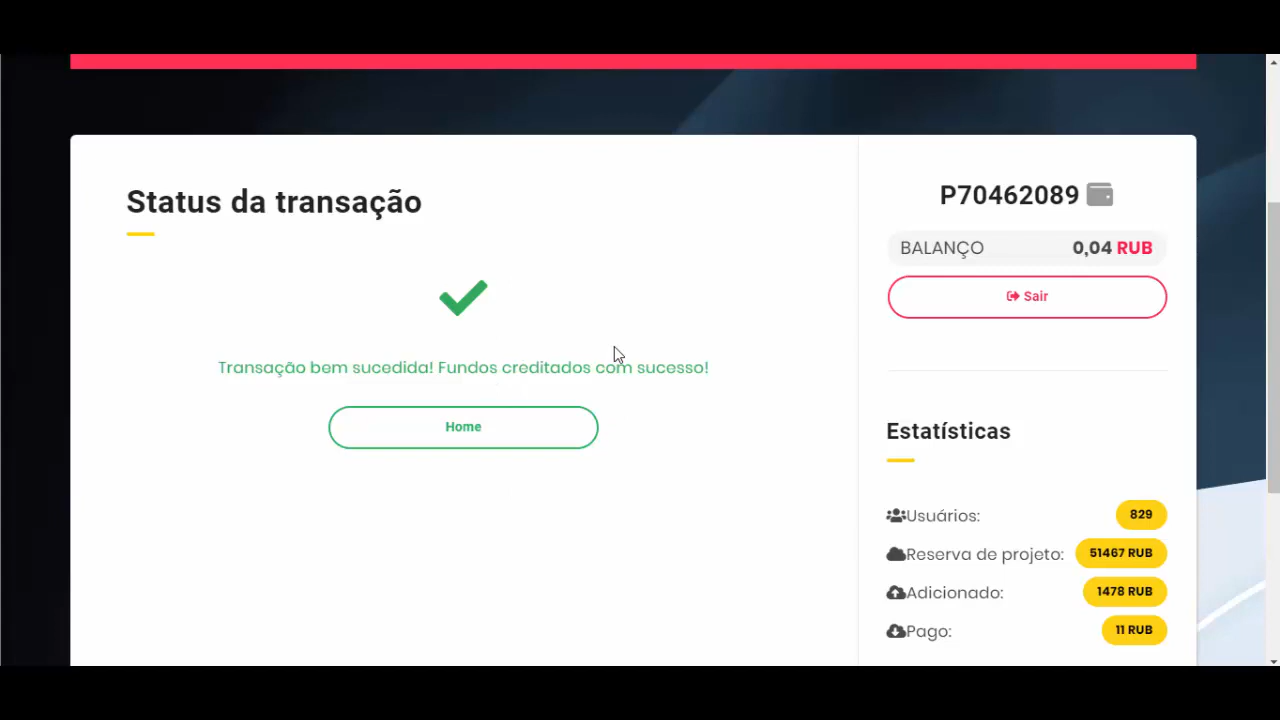 Status da transação
Transação bem sucedida! Fundos creditados com sucesso!
Home
P70462089
BALANÇO 0,04 RUB
Sair
Estatísticas
Usuários: 829
Reserva de projeto: 51467 RUB
Adicionado: 1478 RUB
Pago: 11 RUB